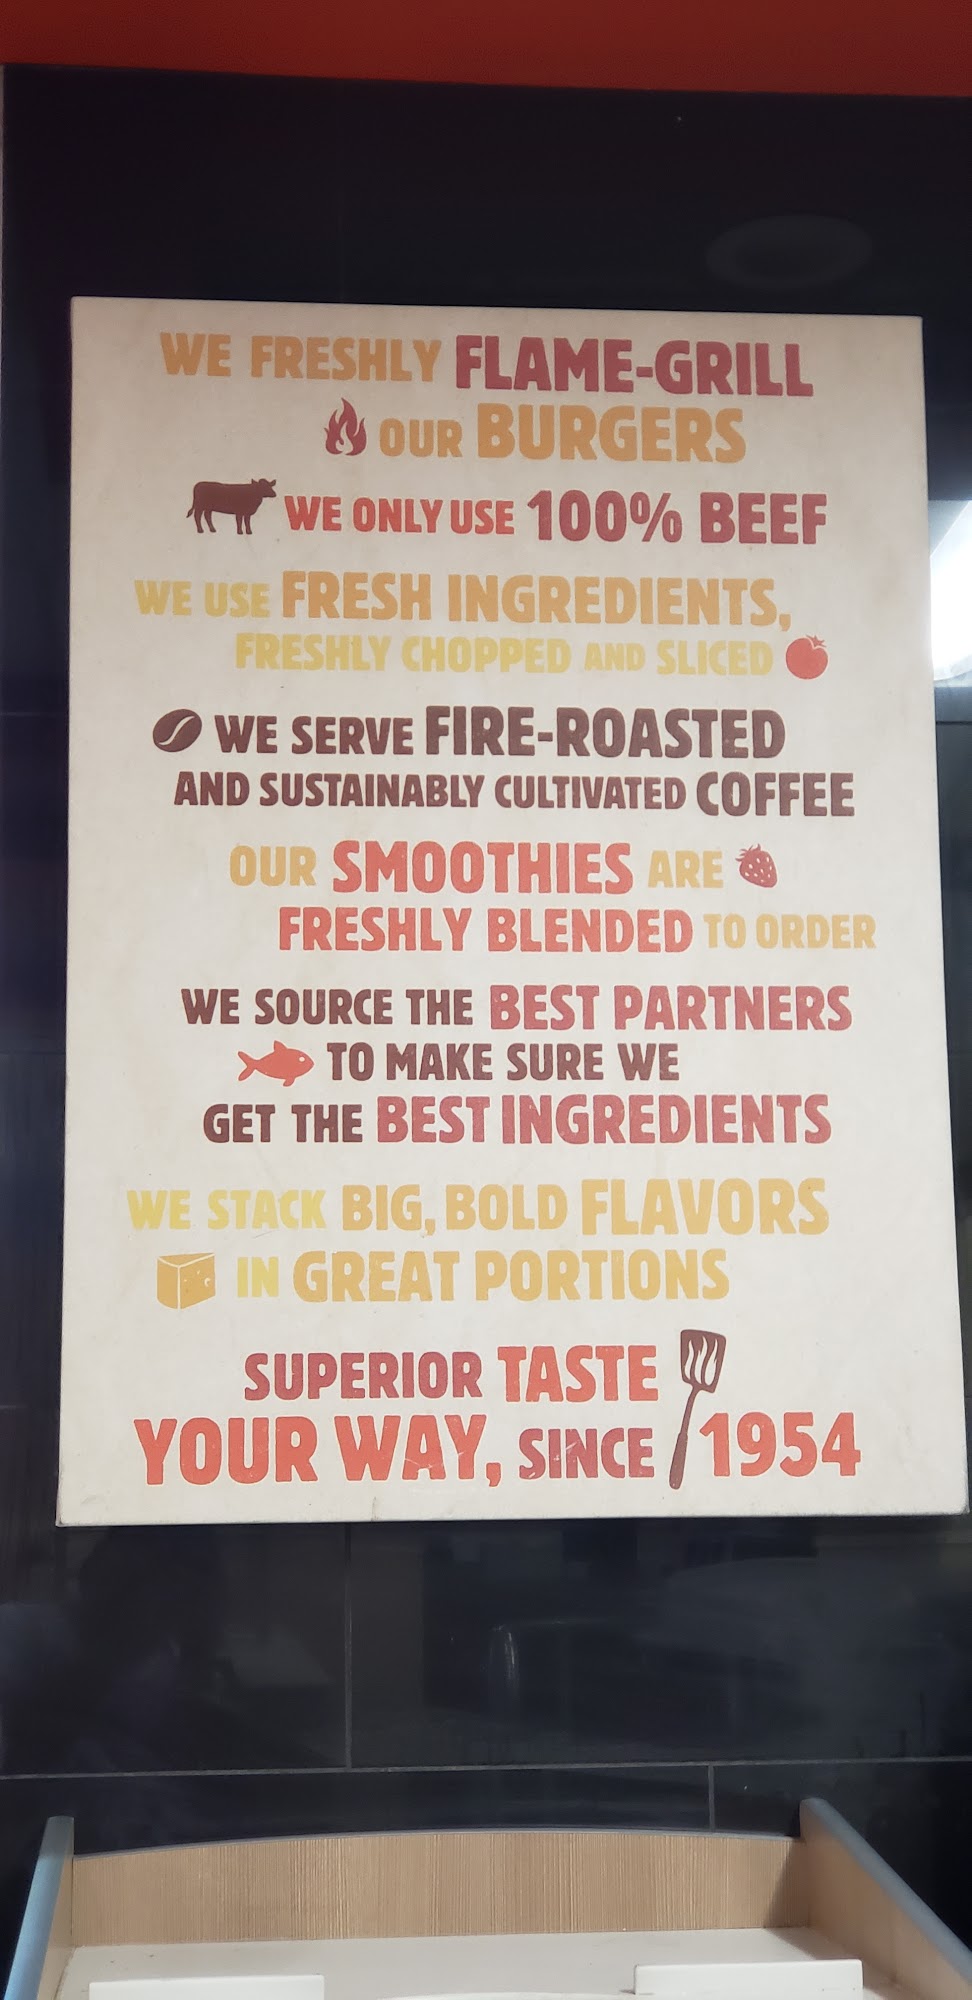 WE FRESHLY FLAME-GRILL
OUR BURGERS
WE ONLY USE 100% BEEF
WE USE FRESH INGREDIENTS,
FRESHLY CHOPPED AND SLICED
WE SERVE FIRE-ROASTED
AND SUSTAINABLY CULTIVATED COFFEE
OUR SMOOTHIES ARE
FRESHLY BLENDED TO ORDER
WE SOURCE THE BEST PARTNERS
TO MAKE SURE WE
GET THE BEST INGREDIENTS
WE STACK BIG, BOLD FLAVORS
IN GREAT PORTIONS
SUPERIOR TASTE
YOUR WAY, SINCE 1954